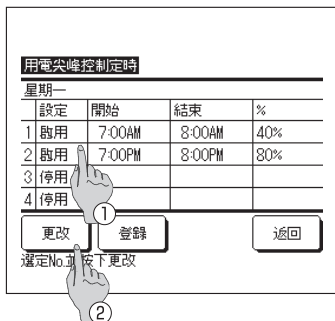 用電尖峰控制定時
星期一
設定 開始 結束 %
1 啟用 7:00AM 8:00AM 40%
2 啟用 7:00PM 8:00PM 80%
3 停用
4 停用
①
更改 登錄 返回
選定No.並按下更改
②